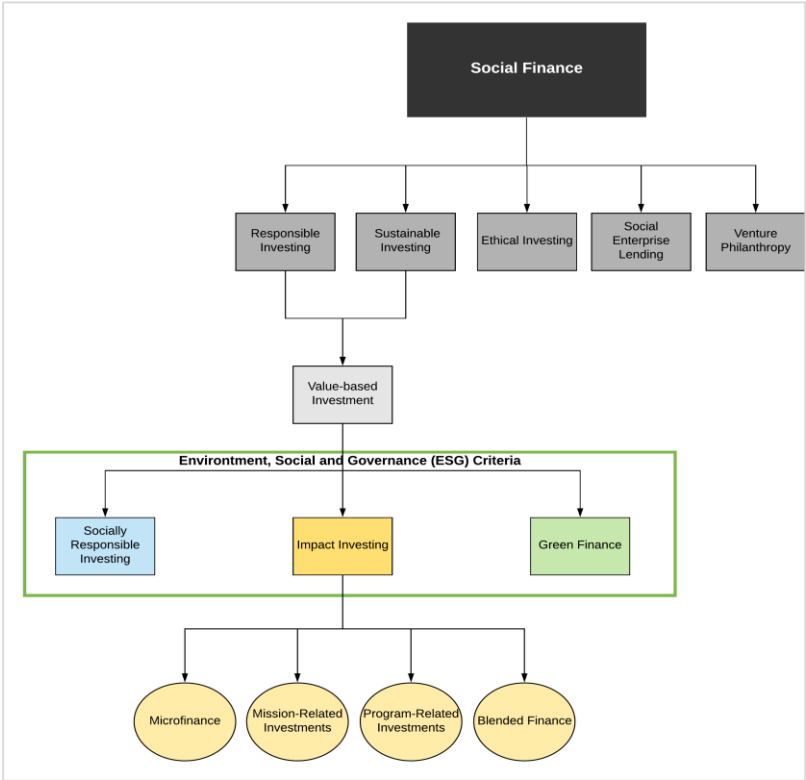 Social Finance
Responsible
Investing
Sustainable
Investing
Ethical Investing
Social
Enterprise
Lending
Venture
Philanthropy
Value-based
Investment
Environtment, Social and Governance (ESG) Criteria
Socially
Responsible
Investing
Impact Investing
Green Finance
Microfinance
Mission-Related
Investments
Program-Related
Investments
Blended Finance